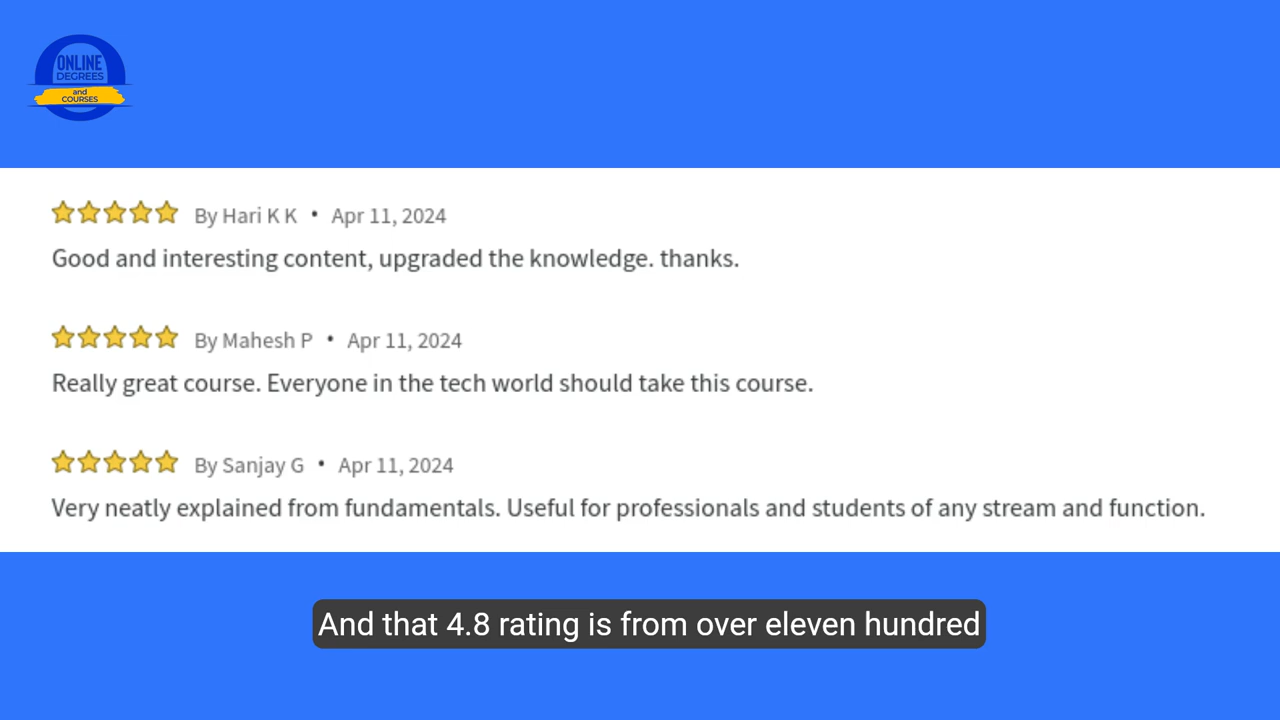 ONLINE
DEGREES
and
COURSES
By Hari K K • Apr 11, 2024
Good and interesting content, upgraded the knowledge. thanks.
By Mahesh P • Apr 11, 2024
Really great course. Everyone in the tech world should take this course.
By Sanjay G • Apr 11, 2024
Very neatly explained from fundamentals. Useful for professionals and students of any stream and function.
And that 4.8 rating is from over eleven hundred